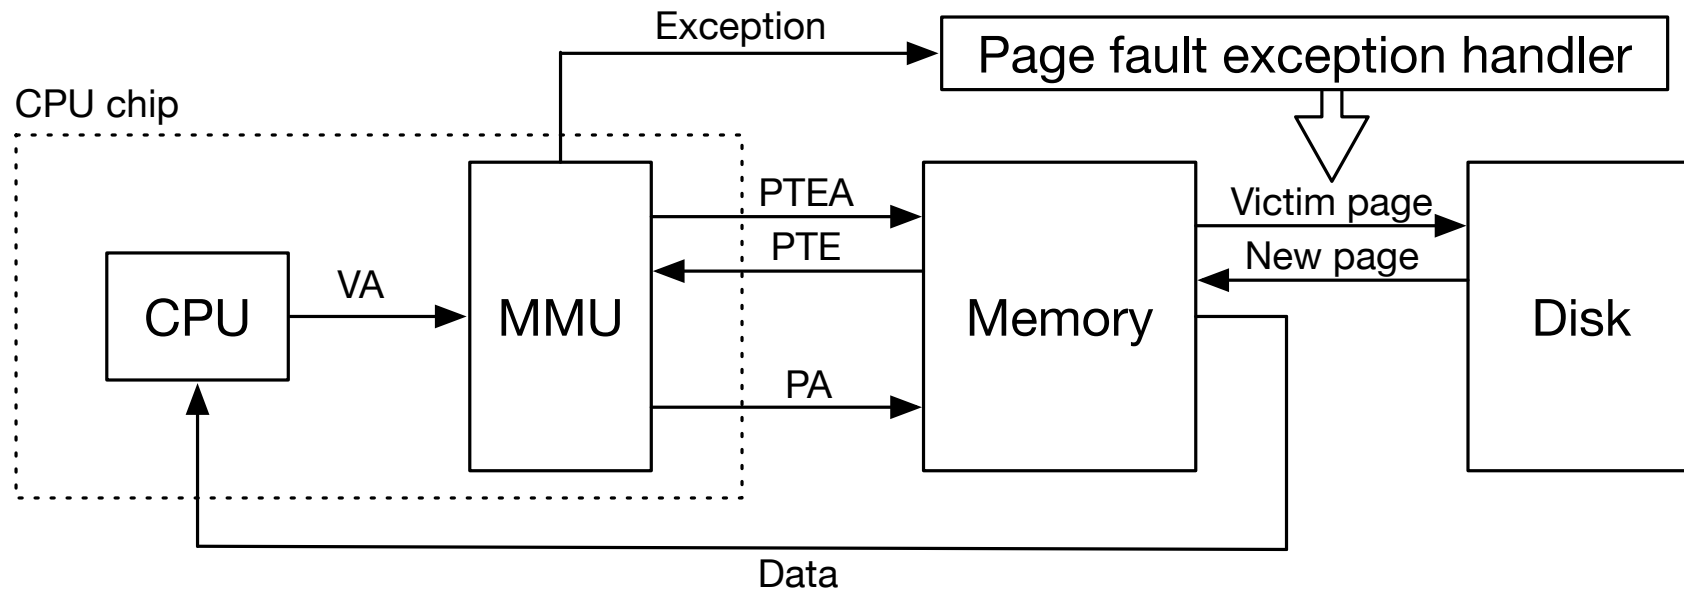 Exception
Page fault exception handler
CPU chip
PTEA
Victim page
PTE
New page
VA
CPU
MMU
Memory
Disk
PA
Data